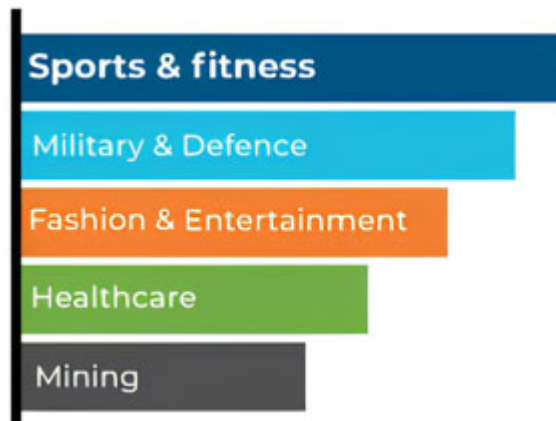 Sports & fitness
Military & Defence
Fashion & Entertainment
Healthcare
Mining